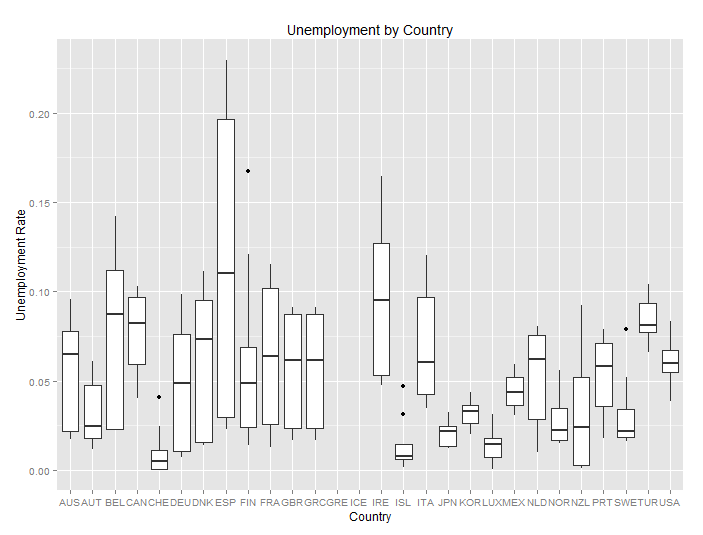 Unemployment by Country
Unemployment Rate
0.20
0.15
0.10
0.05
0.00
AUS AUT BEL CAN CHE DEU DNK ESP FIN FRA GBR GRC GRE ICE IRE ISL ITA JPN KOR LUX MEX NLD NOR NZL PRT SWE TUR USA
Country